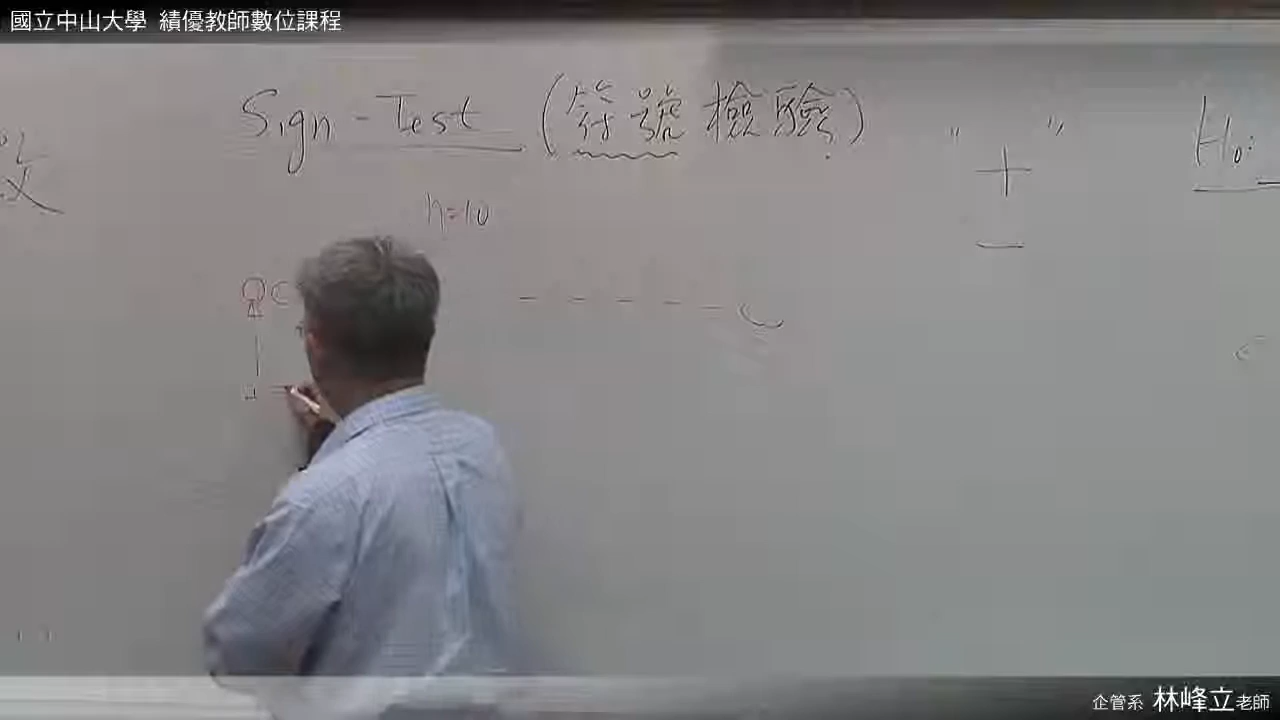 國立中山大學 績優教師數位課程
Sign-Test (符號檢驗)
" + "
−
H₀:
n=10
企管系 林峰立老師